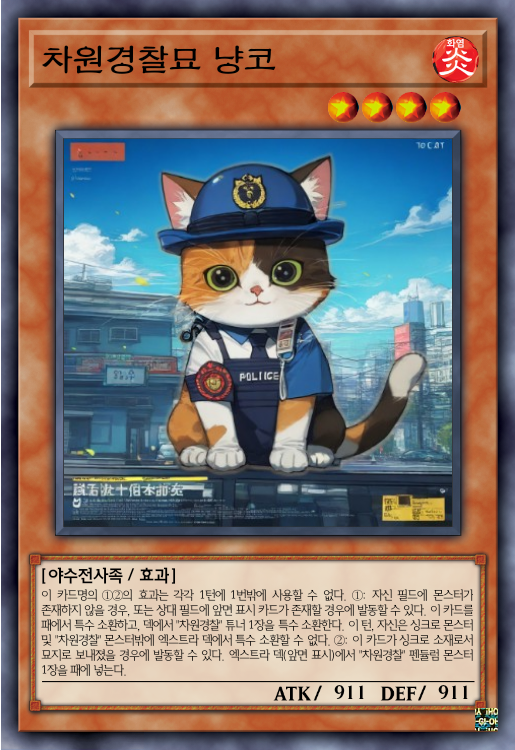 차원경찰묘 냥코
화염
炎
POLICE
[야수전사족 / 효과]
이 카드명의 ①②의 효과는 각각 1턴에 1번밖에 사용할 수 없다. ①: 자신 필드에 몬스터가
존재하지 않을 경우, 또는 상대 필드에 앞면 표시 카드가 존재할 경우에 발동할 수 있다. 이 카드를
패에서 특수 소환하고, 덱에서 "차원경찰" 튜너 1장을 특수 소환한다. 이 턴, 자신은 싱크로 몬스터
및 "차원경찰" 몬스터밖에 엑스트라 덱에서 특수 소환할 수 없다. ②: 이 카드가 싱크로 소재로서
묘지로 보내졌을 경우에 발동할 수 있다. 엑스트라 덱(앞면 표시)에서 "차원경찰" 펜듈럼 몬스터
1장을 패에 넣는다.
ATK/ 911 DEF/ 911